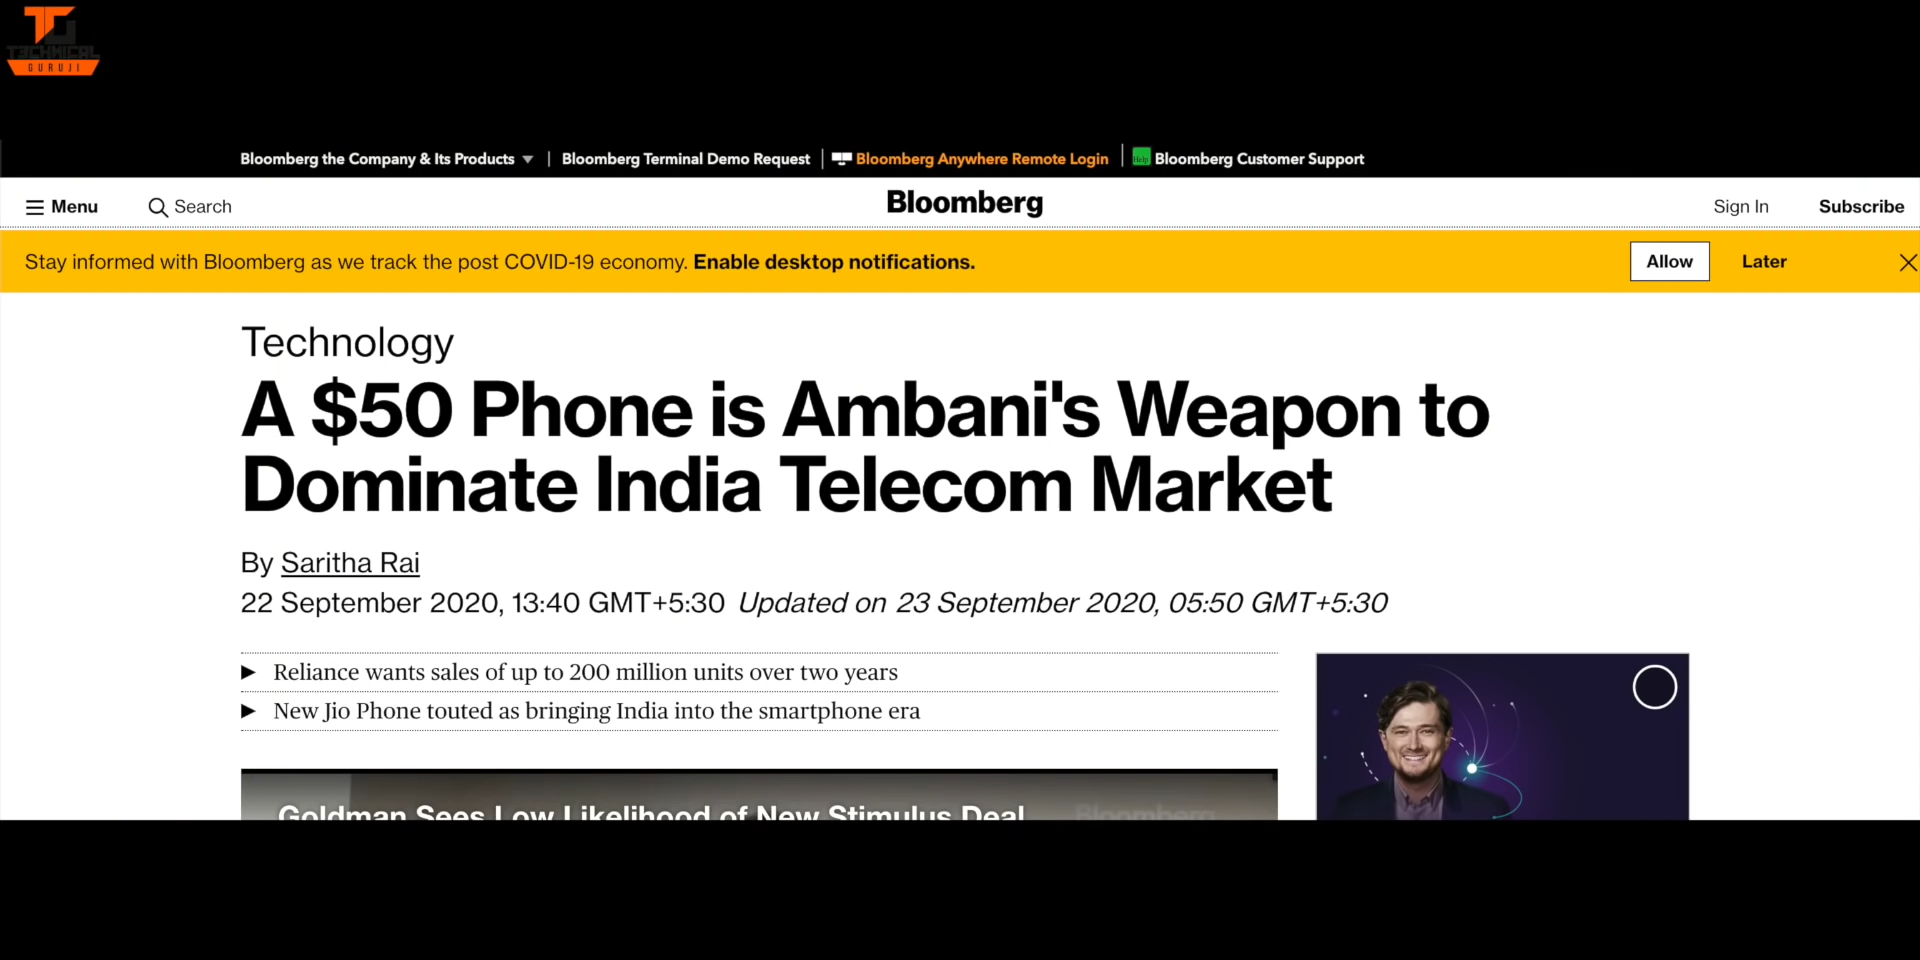 TECHNICAL
GURUJI
Bloomberg the Company & Its Products ▼ | Bloomberg Terminal Demo Request | Bloomberg Anywhere Remote Login | Help Bloomberg Customer Support
Menu Search Bloomberg Sign In Subscribe
Stay informed with Bloomberg as we track the post COVID-19 economy. Enable desktop notifications. Allow Later
Technology
A $50 Phone is Ambani's Weapon to
Dominate India Telecom Market
By Saritha Rai
22 September 2020, 13:40 GMT+5:30 Updated on 23 September 2020, 05:50 GMT+5:30
Reliance wants sales of up to 200 million units over two years
New Jio Phone touted as bringing India into the smartphone era
Goldman Sees Low Likelihood of New Stimulus Deal Bloomberg